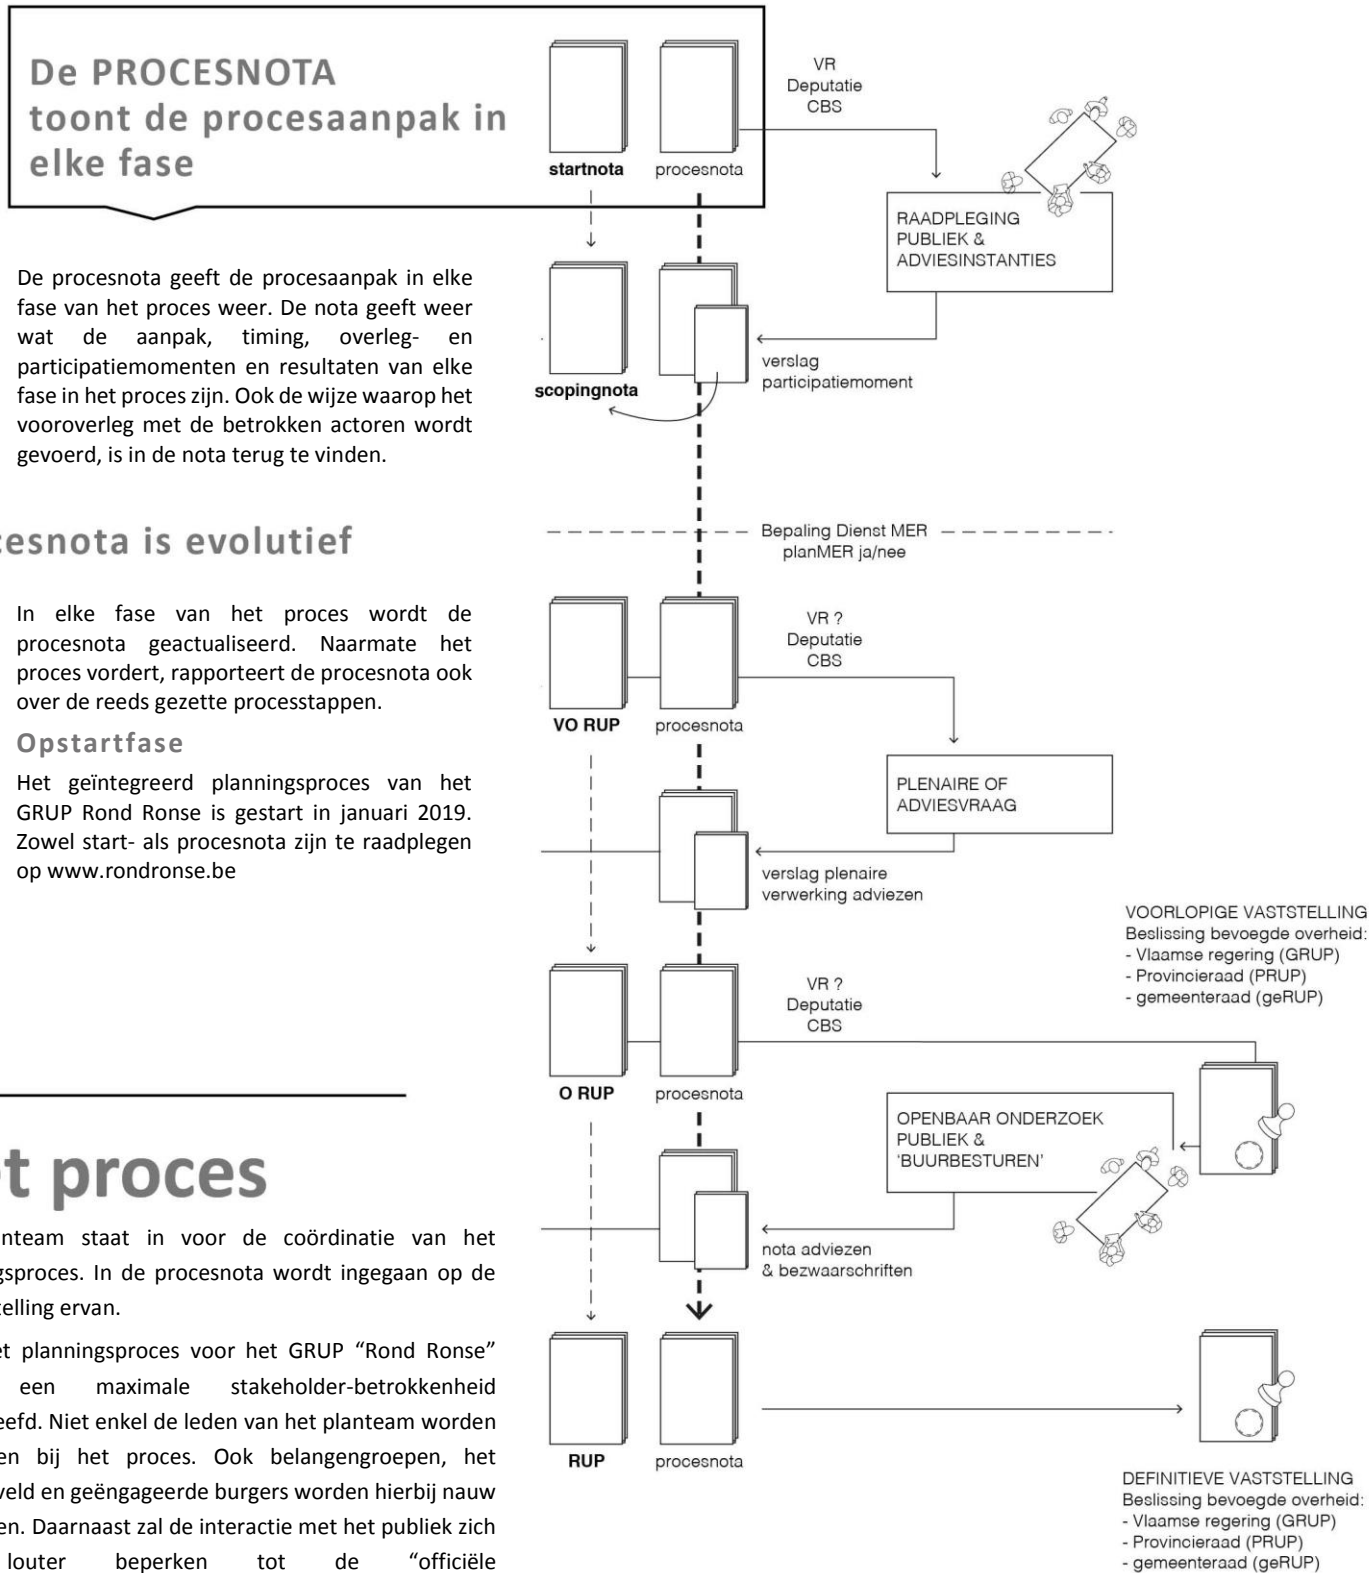 De PROCESNOTA
toont de procesaanpak in
elke fase
De procesnota geeft de procesaanpak in elke
fase van het proces weer. De nota geeft weer
wat de aanpak, timing, overleg- en
participatiemomenten en resultaten van elke
fase in het proces zijn. Ook de wijze waarop het
vooroverleg met de betrokken actoren wordt
gevoerd, is in de nota terug te vinden.
cesnota is evolutief
In elke fase van het proces wordt de
procesnota geactualiseerd. Naarmate het
proces vordert, rapporteert de procesnota ook
over de reeds gezette processtappen.
Opstartfase
Het geïntegreerd planningsproces van het
GRUP Rond Ronse is gestart in januari 2019.
Zowel start- als procesnota zijn te raadplegen
op www.rondronse.be
t proces
nteam staat in voor de coördinatie van het
gsproces. In de procesnota wordt ingegaan op de
telling ervan.
et planningsproces voor het GRUP “Rond Ronse”
een maximale stakeholder-betrokkenheid
eefd. Niet enkel de leden van het planteam worden
en bij het proces. Ook belangengroepen, het
veld en geëngageerde burgers worden hierbij nauw
en. Daarnaast zal de interactie met het publiek zich
louter beperken tot de “officiële
startnota
procesnota
VR
Deputatie
CBS
RAADPLEGING
PUBLIEK &
ADVIESINSTANTIES
scopingnota
verslag
participatiemoment
Bepaling Dienst MER
planMER ja/nee
VO RUP
procesnota
VR ?
Deputatie
CBS
PLENAIRE OF
ADVIESVRAAG
verslag plenaire
verwerking adviezen
VOORLOPIGE VASTSTELLING
Beslissing bevoegde overheid:
- Vlaamse regering (GRUP)
- Provincieraad (PRUP)
- gemeenteraad (geRUP)
O RUP
procesnota
VR ?
Deputatie
CBS
OPENBAAR ONDERZOEK
PUBLIEK &
'BUURBESTUREN'
nota adviezen
& bezwaarschriften
RUP
procesnota
DEFINITIEVE VASTSTELLING
Beslissing bevoegde overheid:
- Vlaamse regering (GRUP)
- Provincieraad (PRUP)
- gemeenteraad (geRUP)